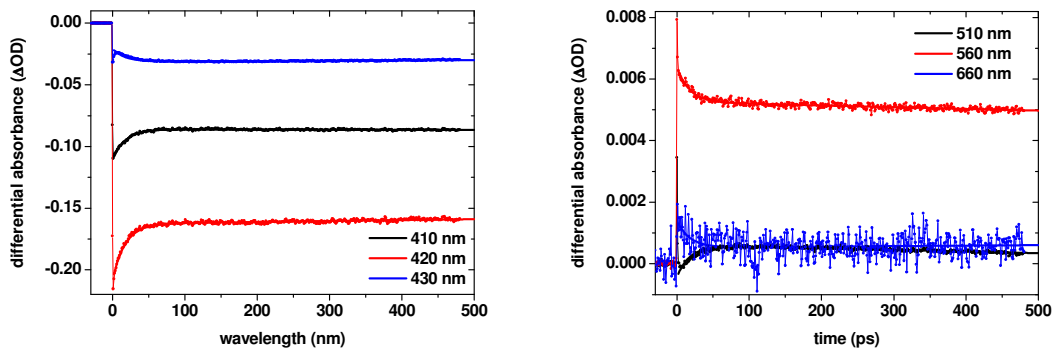 0.00
-0.05
-0.10
-0.15
-0.20
differential absorbance (ΔOD)
410 nm
420 nm
430 nm
0 100 200 300 400 500
wavelength (nm)
0.008
0.006
0.004
0.002
0.000
differential absorbance (ΔOD)
510 nm
560 nm
660 nm
0 100 200 300 400 500
time (ps)